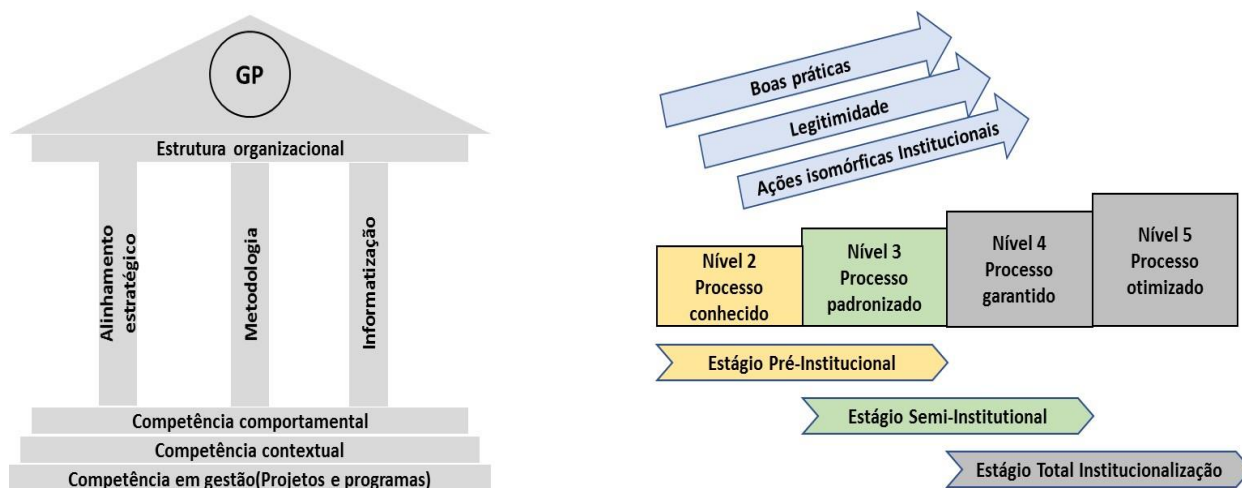 GP
Estrutura organizacional
Alinhamento
estratégico
Metodologia
Informatização
Competência comportamental
Competência contextual
Competência em gestão(Projetos e programas)
Boas práticas
Legitimidade
Ações isomórficas Institucionais
Nível 2
Processo
conhecido
Nível 3
Processo
padronizado
Nível 4
Processo
garantido
Nível 5
Processo
otimizado
Estágio Pré-Institucional
Estágio Semi-Institutional
Estágio Total Institucionalização